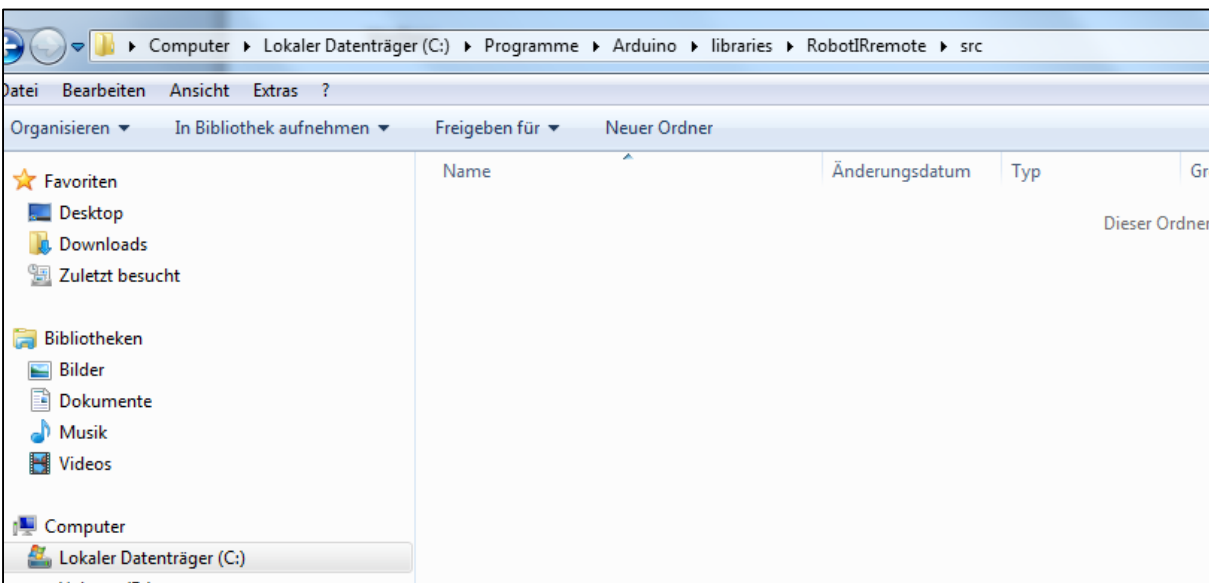 Computer ▸ Lokaler Datenträger (C:) ▸ Programme ▸ Arduino ▸ libraries ▸ RobotIRremote ▸ src
Datei Bearbeiten Ansicht Extras ?
Organisieren In Bibliothek aufnehmen Freigeben für Neuer Ordner
Name Änderungsdatum Typ
Dieser Ordner
Favoriten
Desktop
Downloads
Zuletzt besucht
Bibliotheken
Bilder
Dokumente
Musik
Videos
Computer
Lokaler Datenträger (C:)